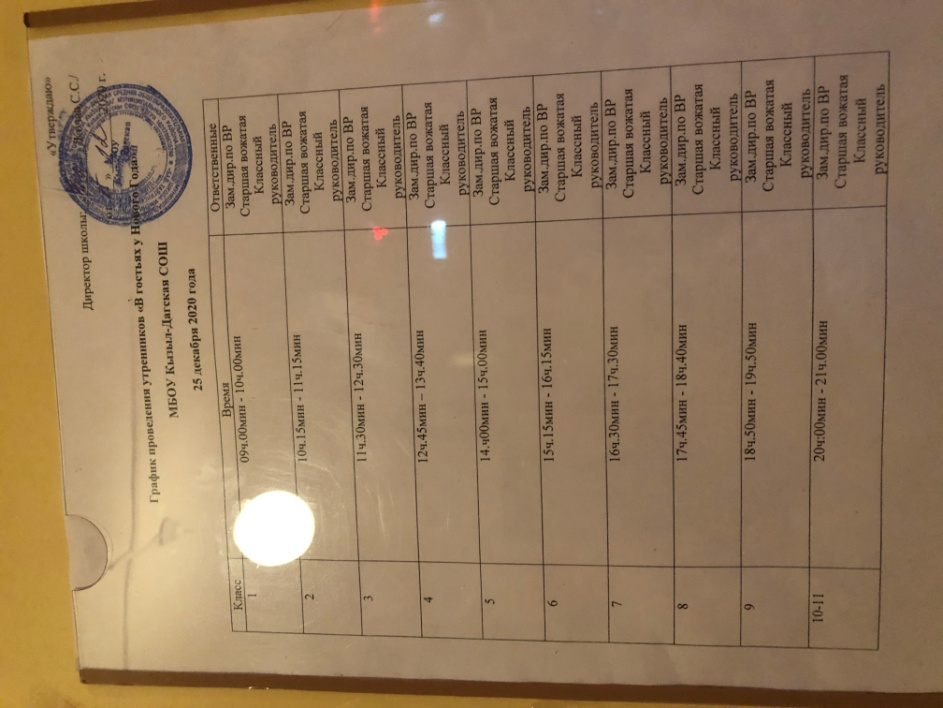 «Утверждаю»
Директор школы
2020 г.
График проведения утренников «В гостьях у Нового Года»
МБОУ Кызыл-Дагская СОШ
25 декабря 2020 года
Класс Время Ответственные
1 09ч.00мин - 10ч.00мин Зам.дир.по ВР
Старшая вожатая
Классный
руководитель
2 10ч.15мин - 11ч.15мин Зам.дир.по ВР
Старшая вожатая
Классный
руководитель
3 11ч.30мин - 12ч.30мин Зам.дир.по ВР
Старшая вожатая
Классный
руководитель
4 12ч.45мин – 13ч.40мин Зам.дир.по ВР
Старшая вожатая
Классный
руководитель
5 14.ч00мин - 15ч.00мин Зам.дир.по ВР
Старшая вожатая
Классный
руководитель
6 15ч.15мин - 16ч.15мин Зам.дир.по ВР
Старшая вожатая
Классный
руководитель
7 16ч.30мин - 17ч.30мин Зам.дир.по ВР
Старшая вожатая
Классный
руководитель
8 17ч.45мин - 18ч.40мин Зам.дир.по ВР
Старшая вожатая
Классный
руководитель
9 18ч.50мин - 19ч.50мин Зам.дир.по ВР
Старшая вожатая
Классный
руководитель
10-11 20ч:00мин - 21ч.00мин Зам.дир.по ВР
Старшая вожатая
Классный
руководитель